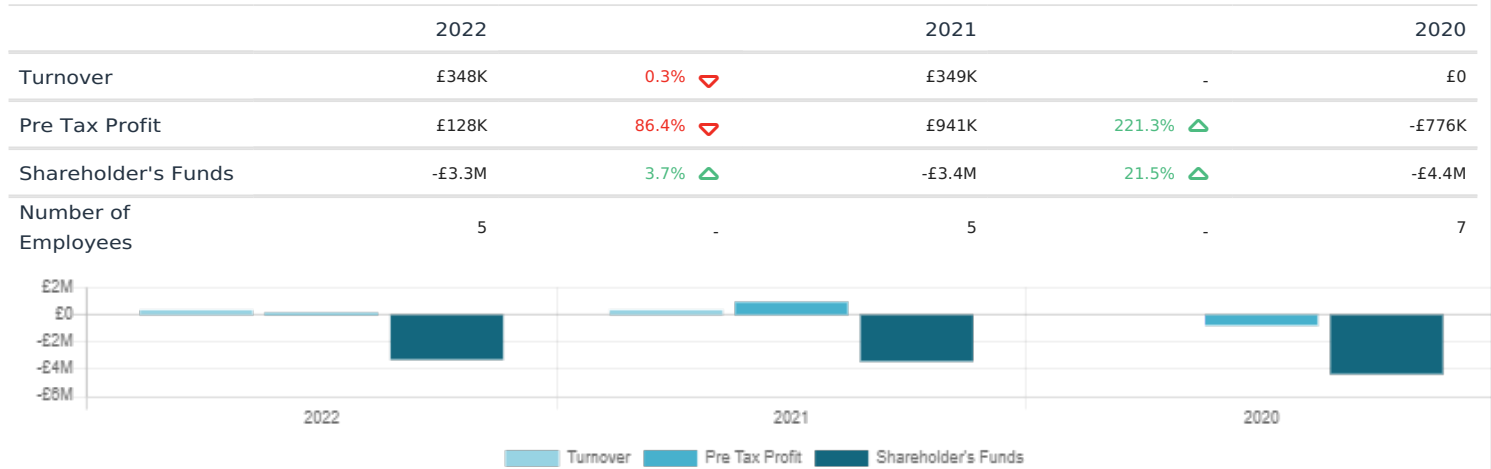 2022 2021 2020
Turnover £348K 0.3% £349K - £0
Pre Tax Profit £128K 86.4% £941K 221.3% -£776K
Shareholder's Funds -£3.3M 3.7% -£3.4M 21.5% -£4.4M
Number of
Employees 5 - 5 - 7
£2M
£0
-£2M
-£4M
-£6M
2022 2021 2020
Turnover Pre Tax Profit Shareholder's Funds